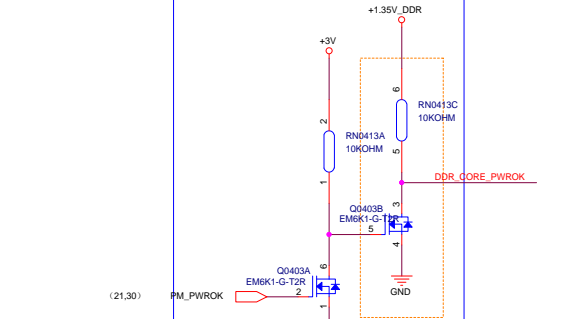 +1.35V_DDR
+3V
6
RN0413C
10KOHM
2
RN0413A
10KOHM
5
1
DDR_CORE_PWROK
3
Q0403B
EM6K1-G-T2R
5
4
6
Q0403A
EM6K1-G-T2R
2
GND
(21,30) PM_PWROK
1